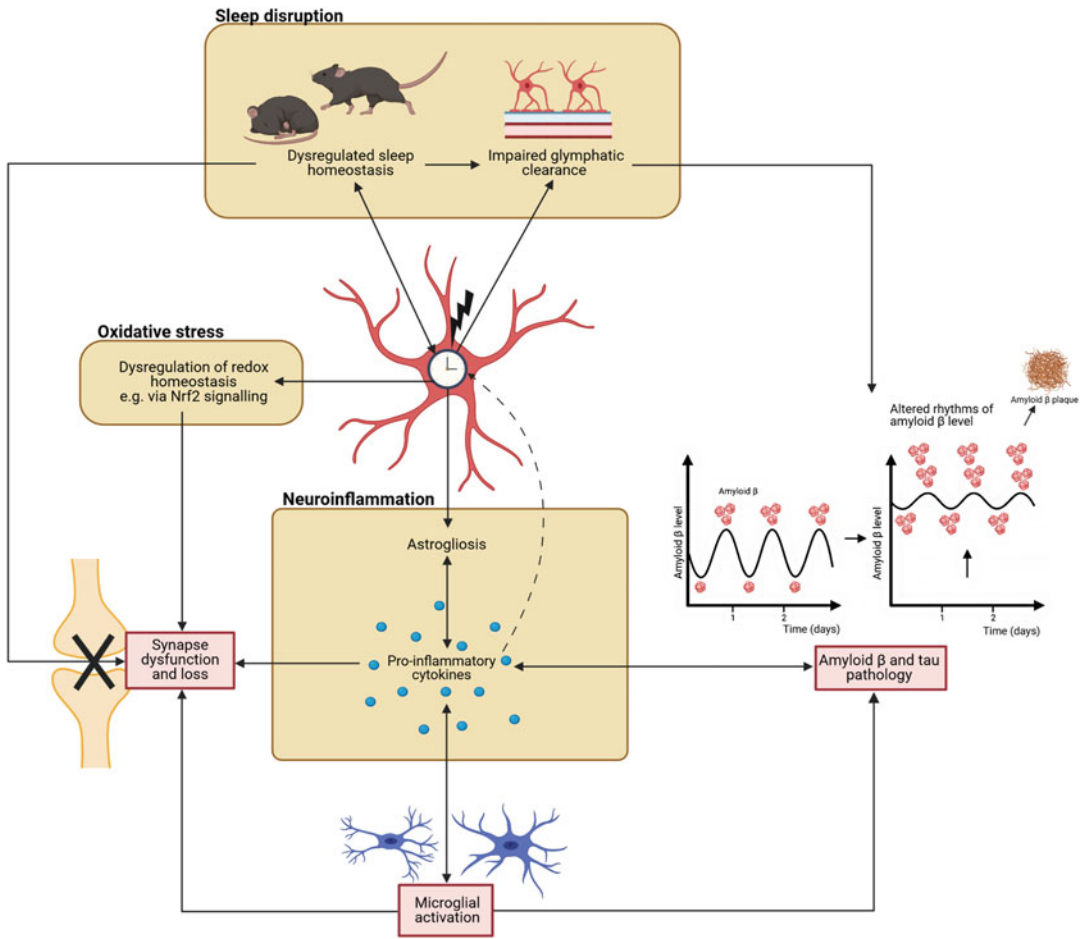 Sleep disruption
Dysregulated sleep
homeostasis
Impaired glymphatic
clearance
Oxidative stress
Dysregulation of redox
homeostasis
e.g. via Nrf2 signalling
Neuroinflammation
Astrogliosis
Pro-inflammatory
cytokines
Synapse
dysfunction
and loss
Microglial
activation
Amyloid β
Amyloid β level
1
2
Time (days)
Altered rhythms of
amyloid β level
Amyloid β plaque
Amyloid β level
1
2
Time (days)
Amyloid β and tau
pathology